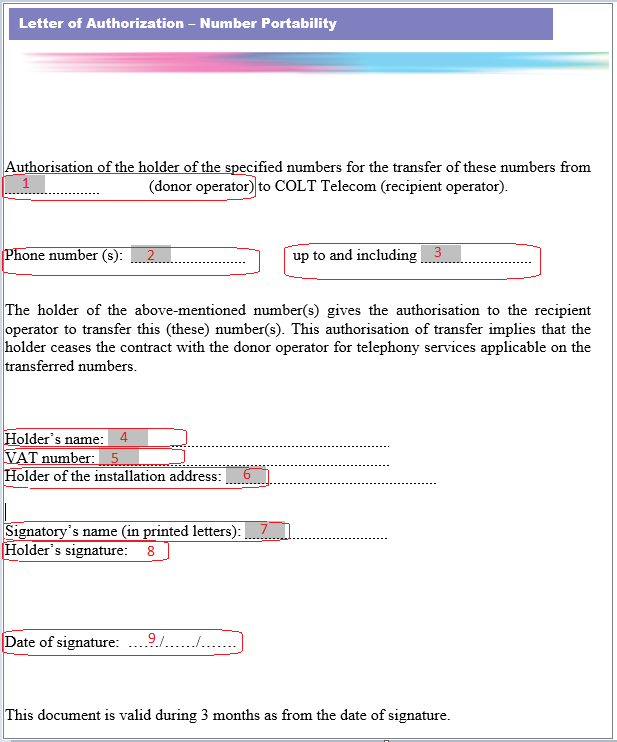 Letter of Authorization – Number Portability
Authorisation of the holder of the specified numbers for the transfer of these numbers from
1 .............. (donor operator) to COLT Telecom (recipient operator).
Phone number (s): 2 .................... up to and including 3 ....................
The holder of the above-mentioned number(s) gives the authorisation to the recipient
operator to transfer this (these) number(s). This authorisation of transfer implies that the
holder ceases the contract with the donor operator for telephony services applicable on the
transferred numbers.
Holder's name: 4 ............................................................
VAT number: 5 ............................................................
Holder of the installation address: 6 ............................................................
Signatory's name (in printed letters): 7 ..............................
Holder's signature: 8
Date of signature: ....9./....../.......
This document is valid during 3 months as from the date of signature.